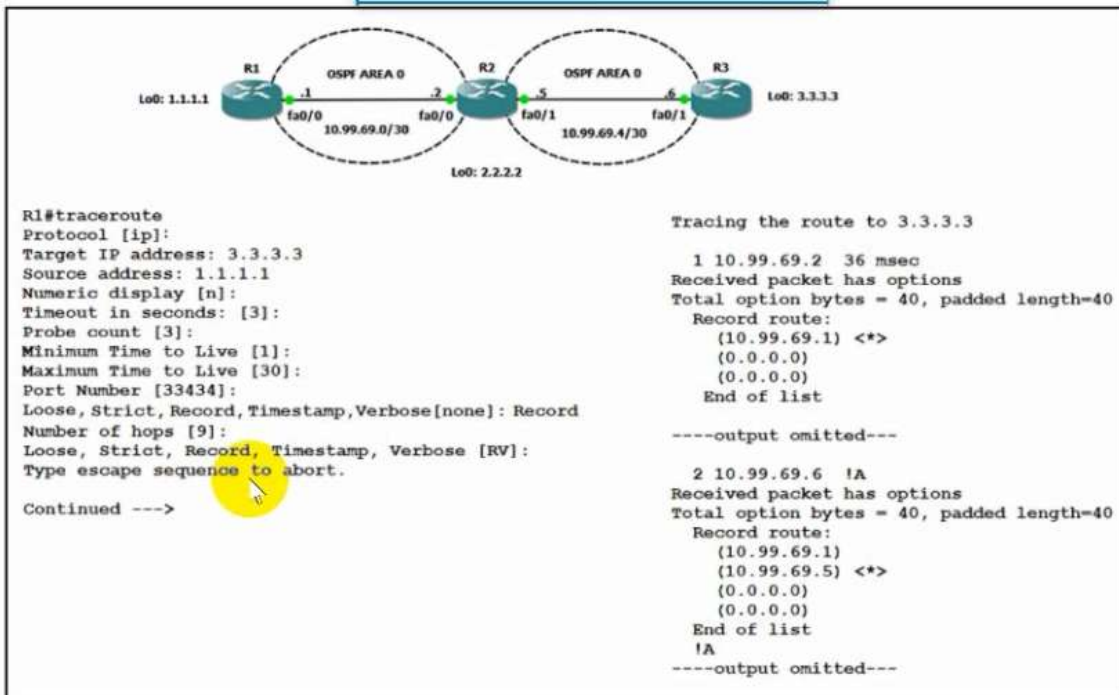 R1
OSPF AREA 0
R2
OSPF AREA 0
R3
Lo0: 1.1.1.1
.1
.2
.5
.6
Lo0: 3.3.3.3
fa0/0
fa0/0
fa0/1
fa0/1
10.99.69.0/30
10.99.69.4/30
Lo0: 2.2.2.2
R1#traceroute
Protocol [ip]:
Target IP address: 3.3.3.3
Source address: 1.1.1.1
Numeric display [n]:
Timeout in seconds: [3]:
Probe count [3]:
Minimum Time to Live [1]:
Maximum Time to Live [30]:
Port Number [33434]:
Loose, Strict, Record, Timestamp, Verbose[none]: Record
Number of hops [9]:
Loose, Strict, Record, Timestamp, Verbose [RV]:
Type escape sequence to abort.
Continued --->
Tracing the route to 3.3.3.3
1 10.99.69.2 36 msec
Received packet has options
Total option bytes = 40, padded length=40
Record route:
(10.99.69.1) <*>
(0.0.0.0)
(0.0.0.0)
End of list
----output omitted---
2 10.99.69.6 !A
Received packet has options
Total option bytes = 40, padded length=40
Record route:
(10.99.69.1)
(10.99.69.5) <*>
(0.0.0.0)
(0.0.0.0)
End of list
!A
----output omitted---